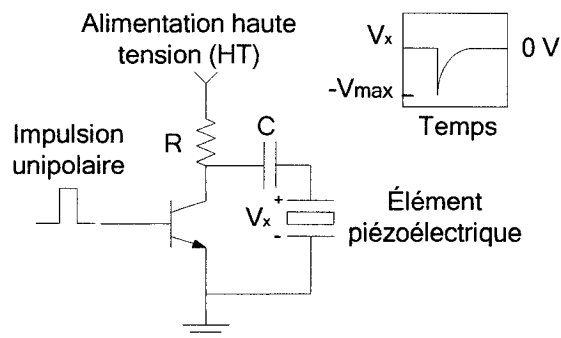 Alimentation haute
tension (HT)
Vx
0 V
-Vmax
Temps
Impulsion
unipolaire
R
C
+
Vx
-
Élément
piézoélectrique